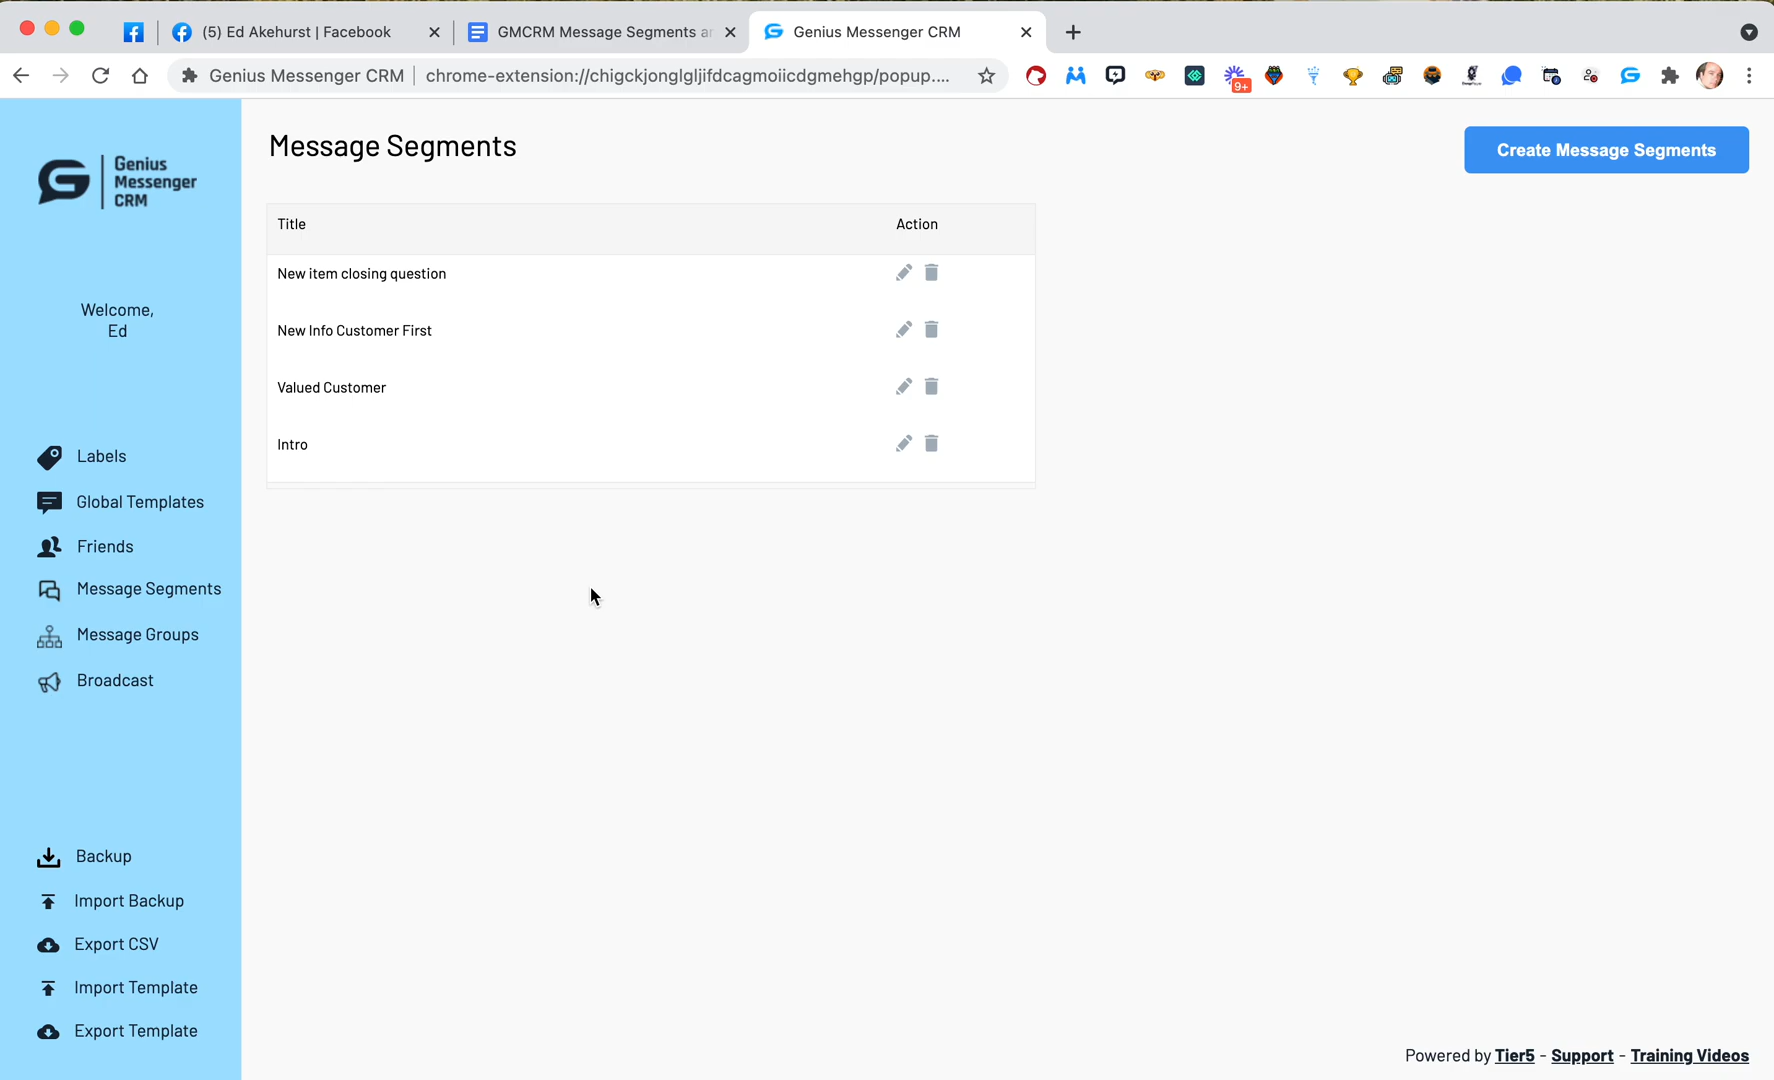 (5) Ed Akehurst | Facebook
GMCRM Message Segments ar
Genius Messenger CRM
Genius Messenger CRM
chrome-extension://chigckjonglgljifdcagmoiicdgmehgp/popup....
9+
Genius
Messenger
CRM
Message Segments
Create Message Segments
Title
Action
New item closing question
New Info Customer First
Valued Customer
Intro
Welcome,
Ed
Labels
Global Templates
Friends
Message Segments
Message Groups
Broadcast
Backup
Import Backup
Export CSV
Import Template
Export Template
Powered by Tier5 - Support - Training Videos